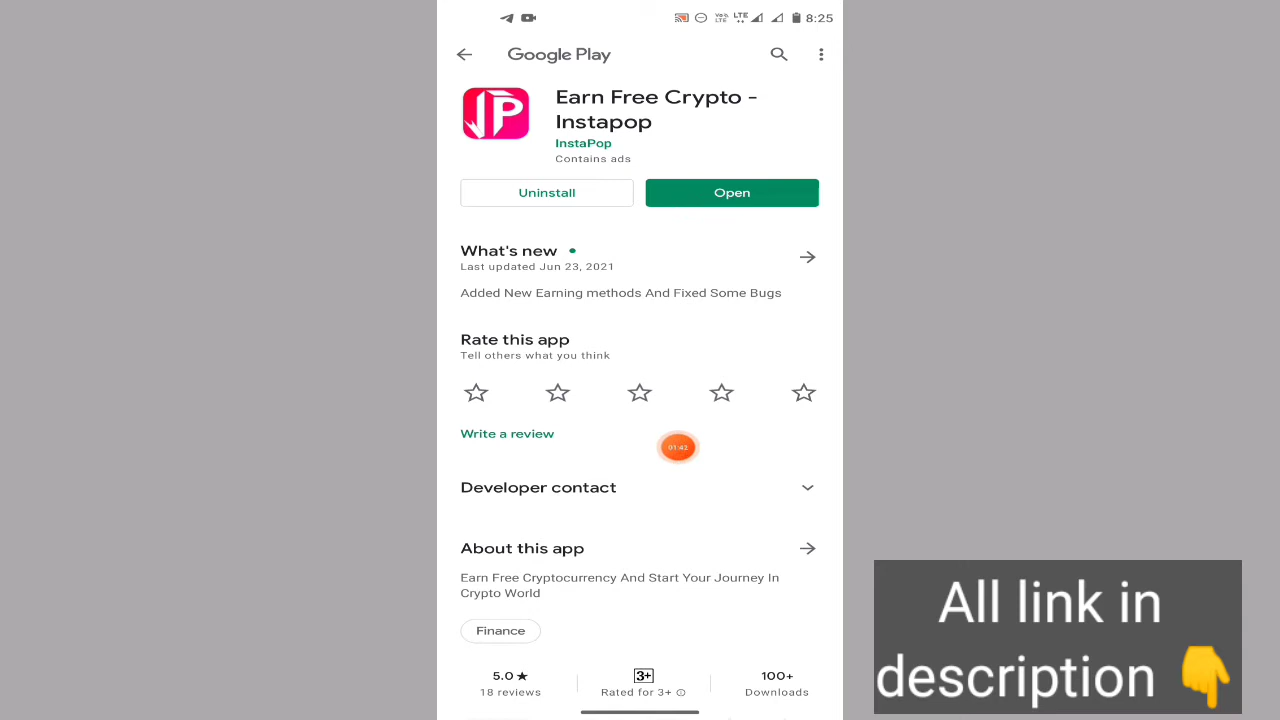 8:25
Google Play
Earn Free Crypto -
Instapop
InstaPop
Contains ads
Uninstall
Open
What's new
Last updated Jun 23, 2021
Added New Earning methods And Fixed Some Bugs
Rate this app
Tell others what you think
Write a review
01:42
Developer contact
About this app
Earn Free Cryptocurrency And Start Your Journey In
Crypto World
Finance
5.0 ★
18 reviews
3+
Rated for 3+
100+
Downloads
All link in
description 👇